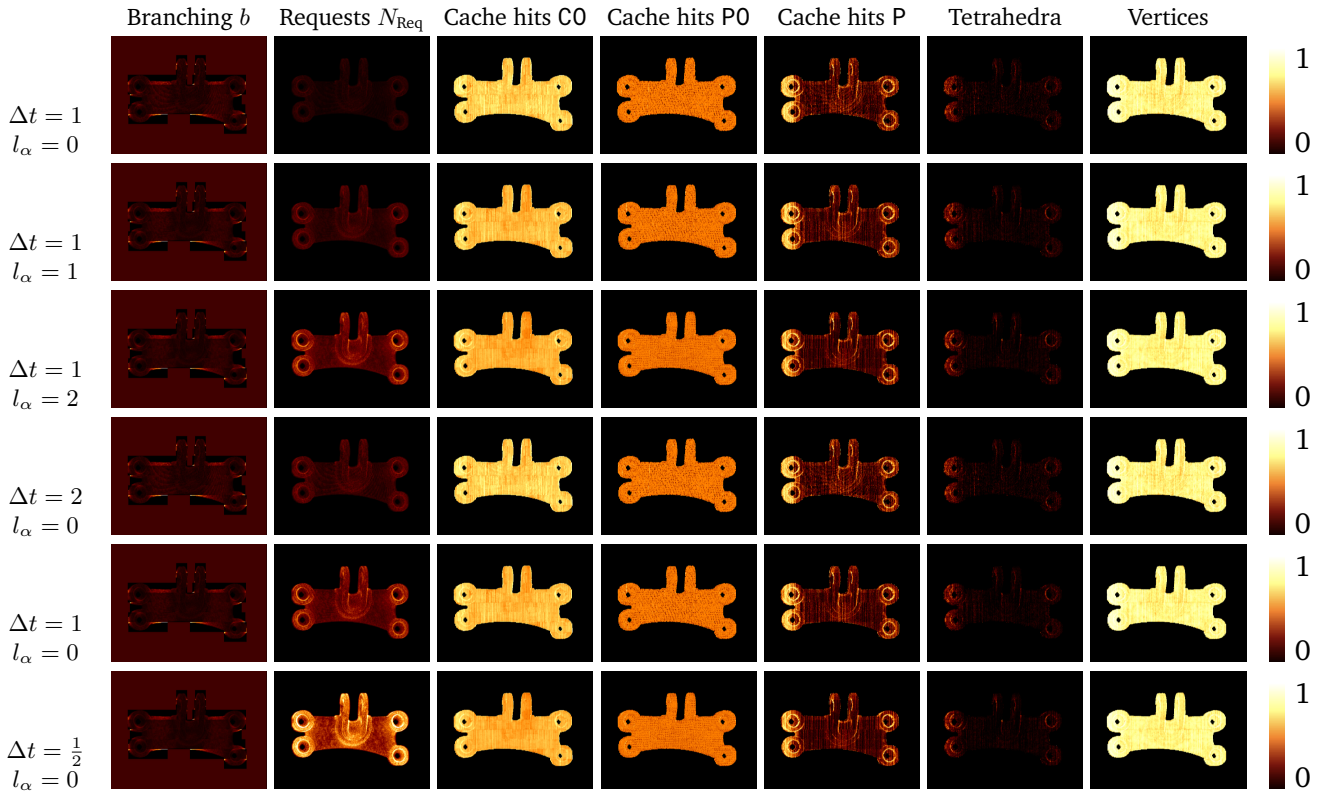 Branching b Requests N_Req Cache hits C0 Cache hits P0 Cache hits P Tetrahedra Vertices
1
Δt = 1
l_α = 0
0
1
Δt = 1
l_α = 1
0
1
Δt = 1
l_α = 2
0
1
Δt = 2
l_α = 0
0
1
Δt = 1
l_α = 0
0
1
Δt = 1/2
l_α = 0
0